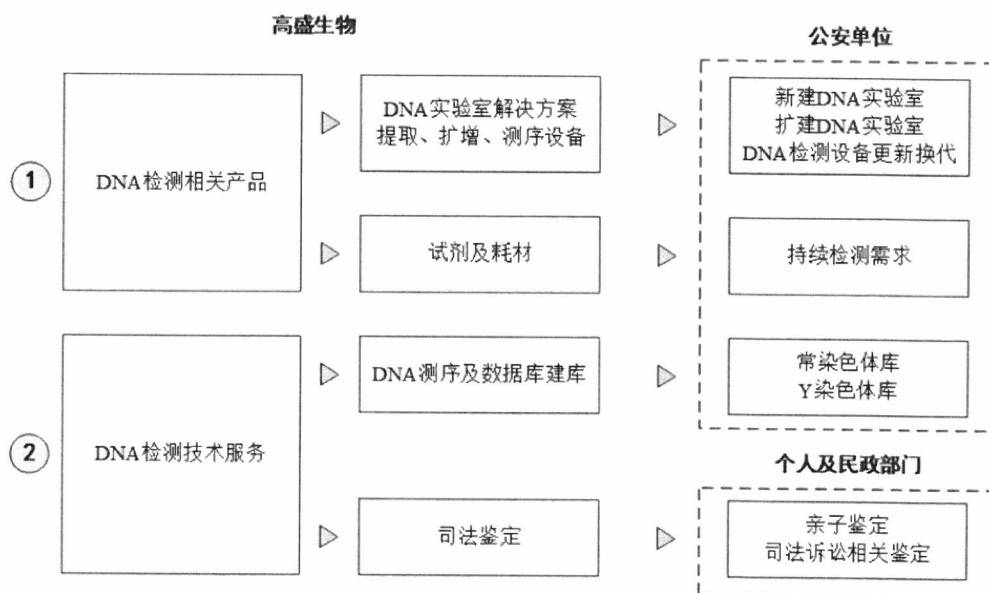 高盛生物
公安单位
1
DNA检测相关产品
DNA实验室解决方案
提取、扩增、测序设备
新建DNA实验室
扩建DNA实验室
DNA检测设备更新换代
试剂及耗材
持续检测需求
2
DNA检测技术服务
DNA测序及数据库建库
常染色体库
Y染色体库
个人及民政部门
司法鉴定
亲子鉴定
司法诉讼相关鉴定